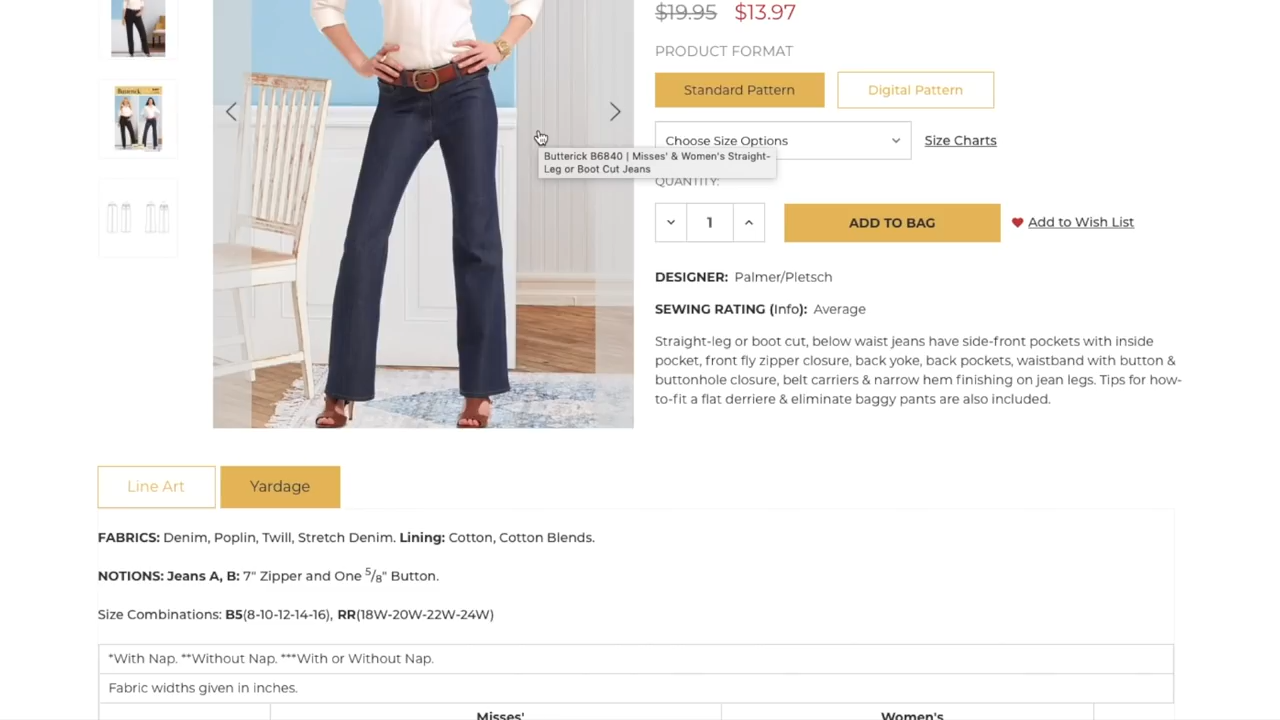 $19.95 $13.97
PRODUCT FORMAT
Standard Pattern
Digital Pattern
Choose Size Options
Size Charts
Butterick B6840 | Misses' & Women's Straight-
Leg or Boot Cut Jeans
QUANTITY:
1
ADD TO BAG
Add to Wish List
DESIGNER: Palmer/Pletsch
SEWING RATING (Info): Average
Straight-leg or boot cut, below waist jeans have side-front pockets with inside
pocket, front fly zipper closure, back yoke, back pockets, waistband with button &
buttonhole closure, belt carriers & narrow hem finishing on jean legs. Tips for how-
to-fit a flat derriere & eliminate baggy pants are also included.
Butterick
Line Art
Yardage
FABRICS: Denim, Poplin, Twill, Stretch Denim. Lining: Cotton, Cotton Blends.
NOTIONS: Jeans A, B: 7" Zipper and One 5/8" Button.
Size Combinations: B5(8-10-12-14-16), RR(18W-20W-22W-24W)
*With Nap. **Without Nap. ***With or Without Nap.
Fabric widths given in inches.
Misses'
Women's